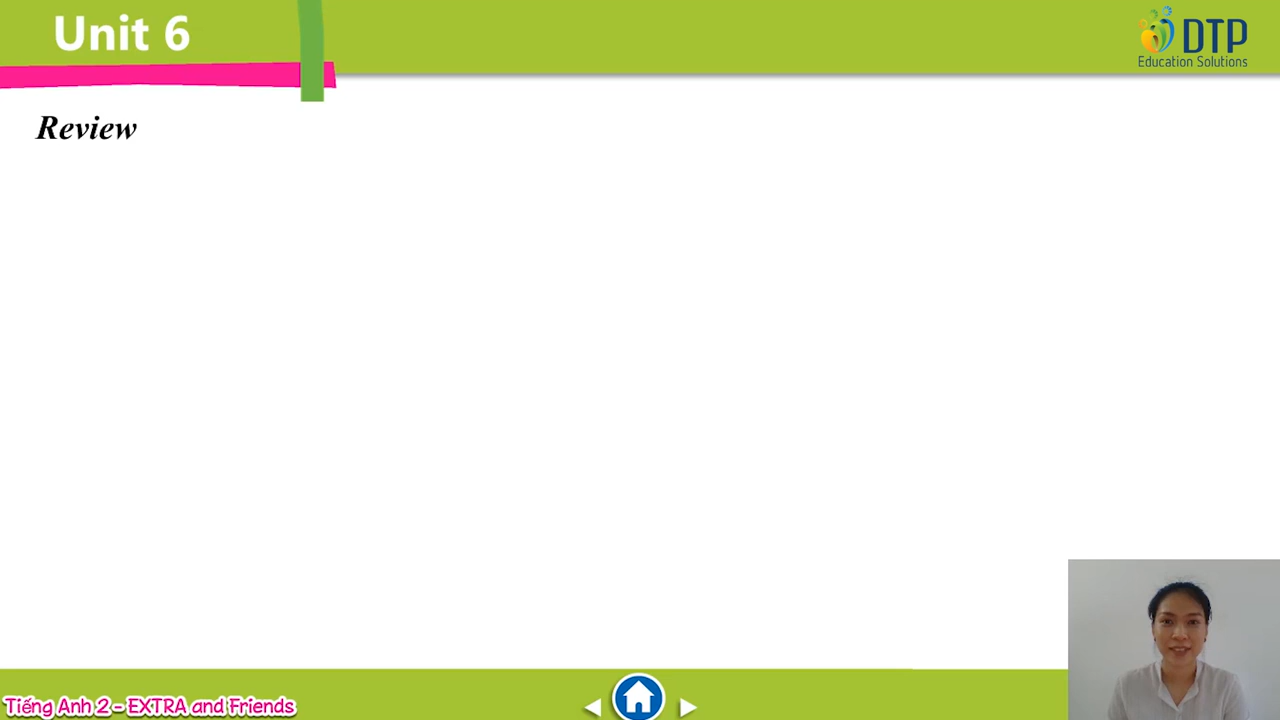 Unit 6
DTP
Education Solutions
Review
Tiếng Anh 2 - EXTRA and Friends